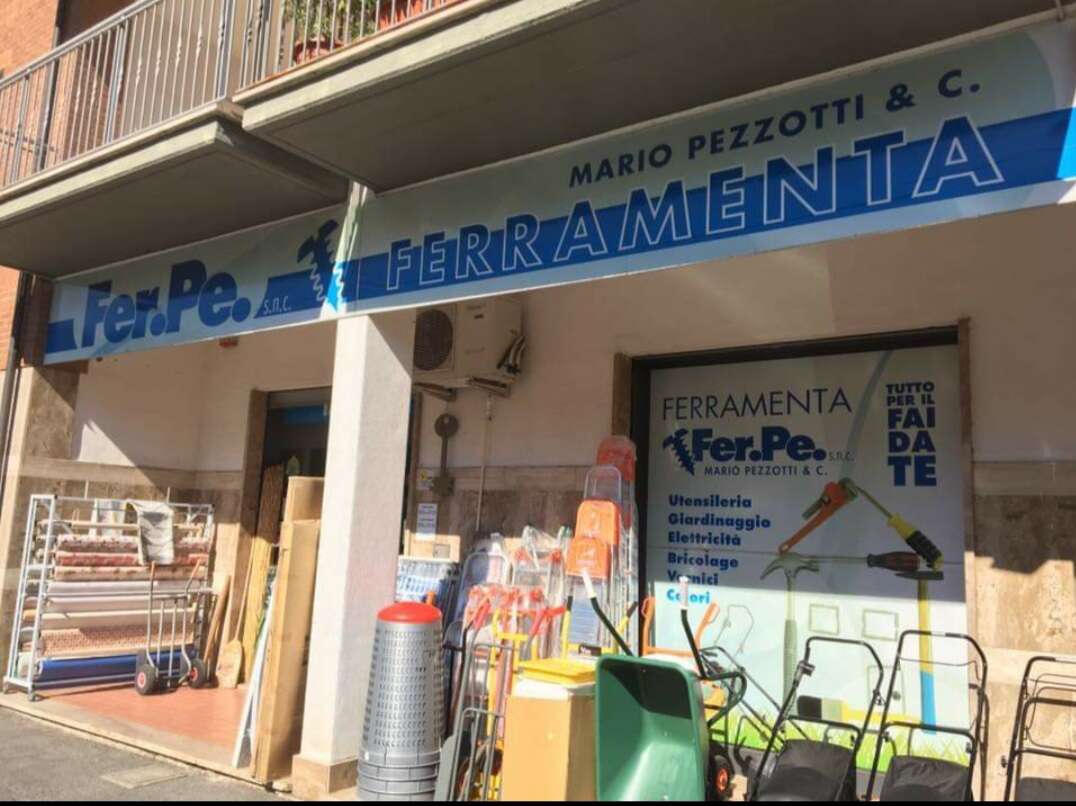 MARIO PEZZOTTI & C.
Fer.Pe. s.n.c. FERRAMENTA
FERRAMENTA
Fer.Pe. s.n.c.
MARIO PEZZOTTI & C.
TUTTO
PER IL
FAI
DA
TE
Utensileria
Giardinaggio
Elettricità
Bricolage
Vernici
Colori